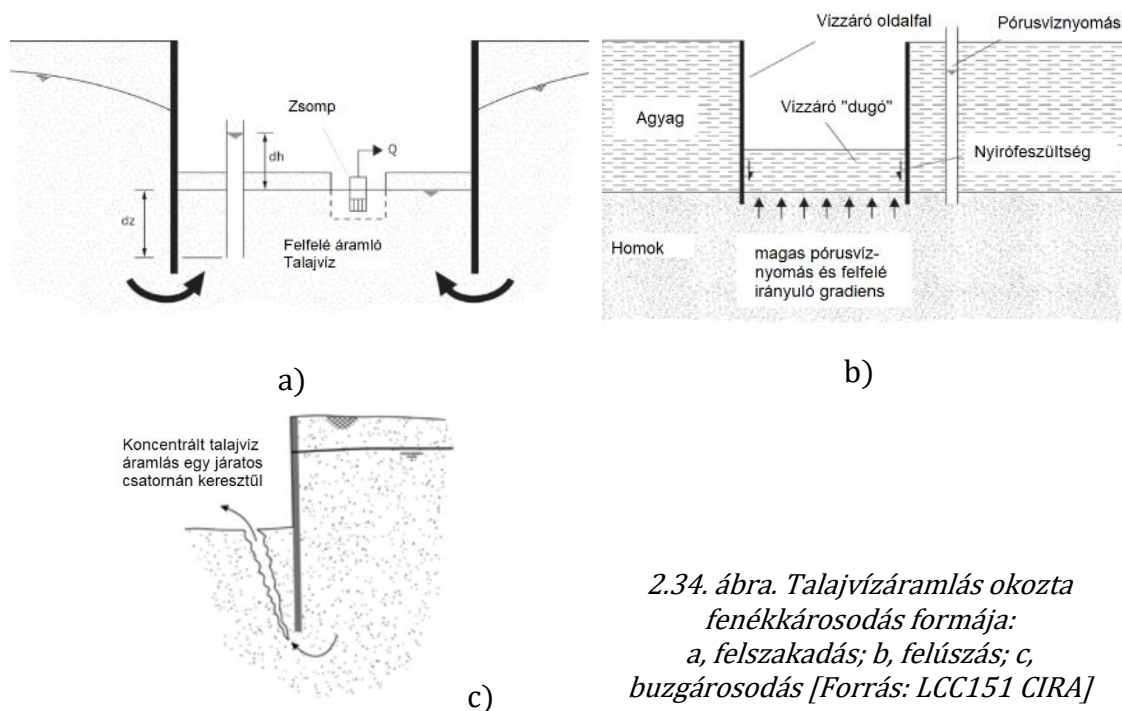 Zsomp
Q
dh
dz
Felfelé áramló
Talajvíz
a)
Vízzáró oldalfal
Pórusvíznyomás
Agyag
Vízzáró "dugó"
Nyirófeszültség
Homok
magas pórusvíz-
nyomás és felfelé
irányuló gradiens
b)
Koncentrált talajvíz
áramlás egy járatos
csatornán keresztűl
c)
2.34. ábra. Talajvízáramlás okozta
fenékkárosodás formája:
a, felszakadás; b, felúszás; c,
buzgárosodás [Forrás: LCC151 CIRA]